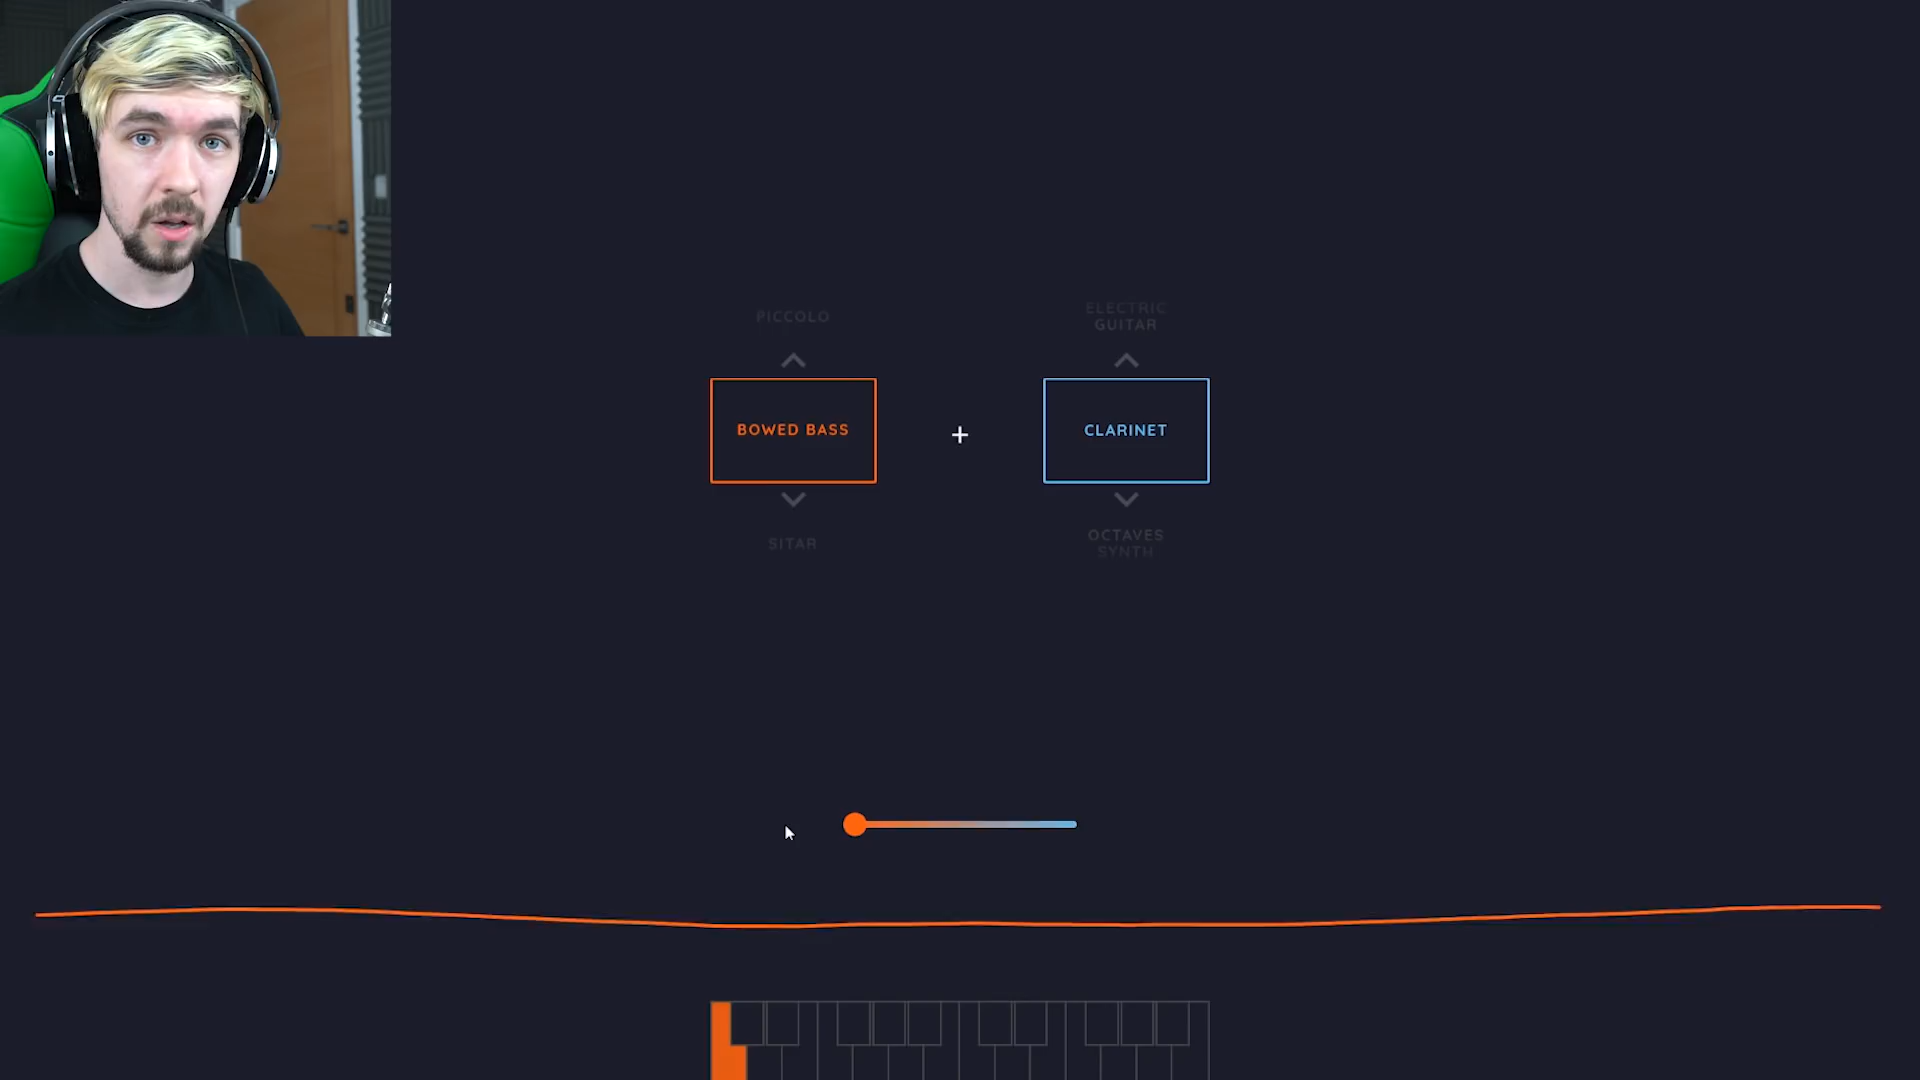 PICCOLO
ELECTRIC
GUITAR
BOWED BASS
+
CLARINET
SITAR
OCTAVES
SYNTH